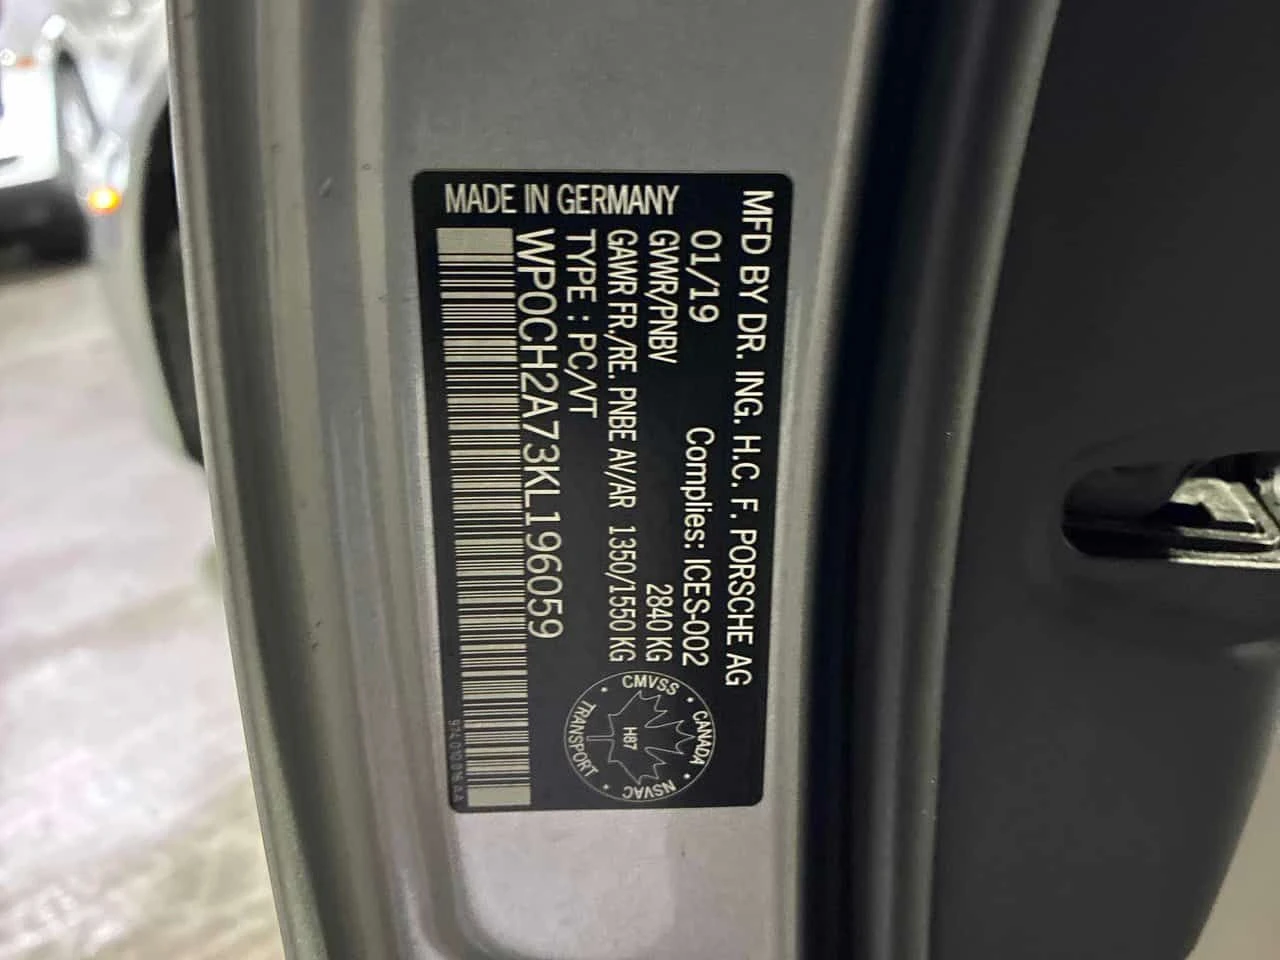 MFD BY DR. ING. H.C. F. PORSCHE AG
01/19 Complies: ICES-002
GVWR/PNBV 2840 KG
GAWR FR./RE. PNBE AV/AR 1350/1550 KG
TYPE : PC/VT
WP0CH2A73KL196059
MADE IN GERMANY
CMVSS • CANADA • NSVAC • TRANSPORT •
H87